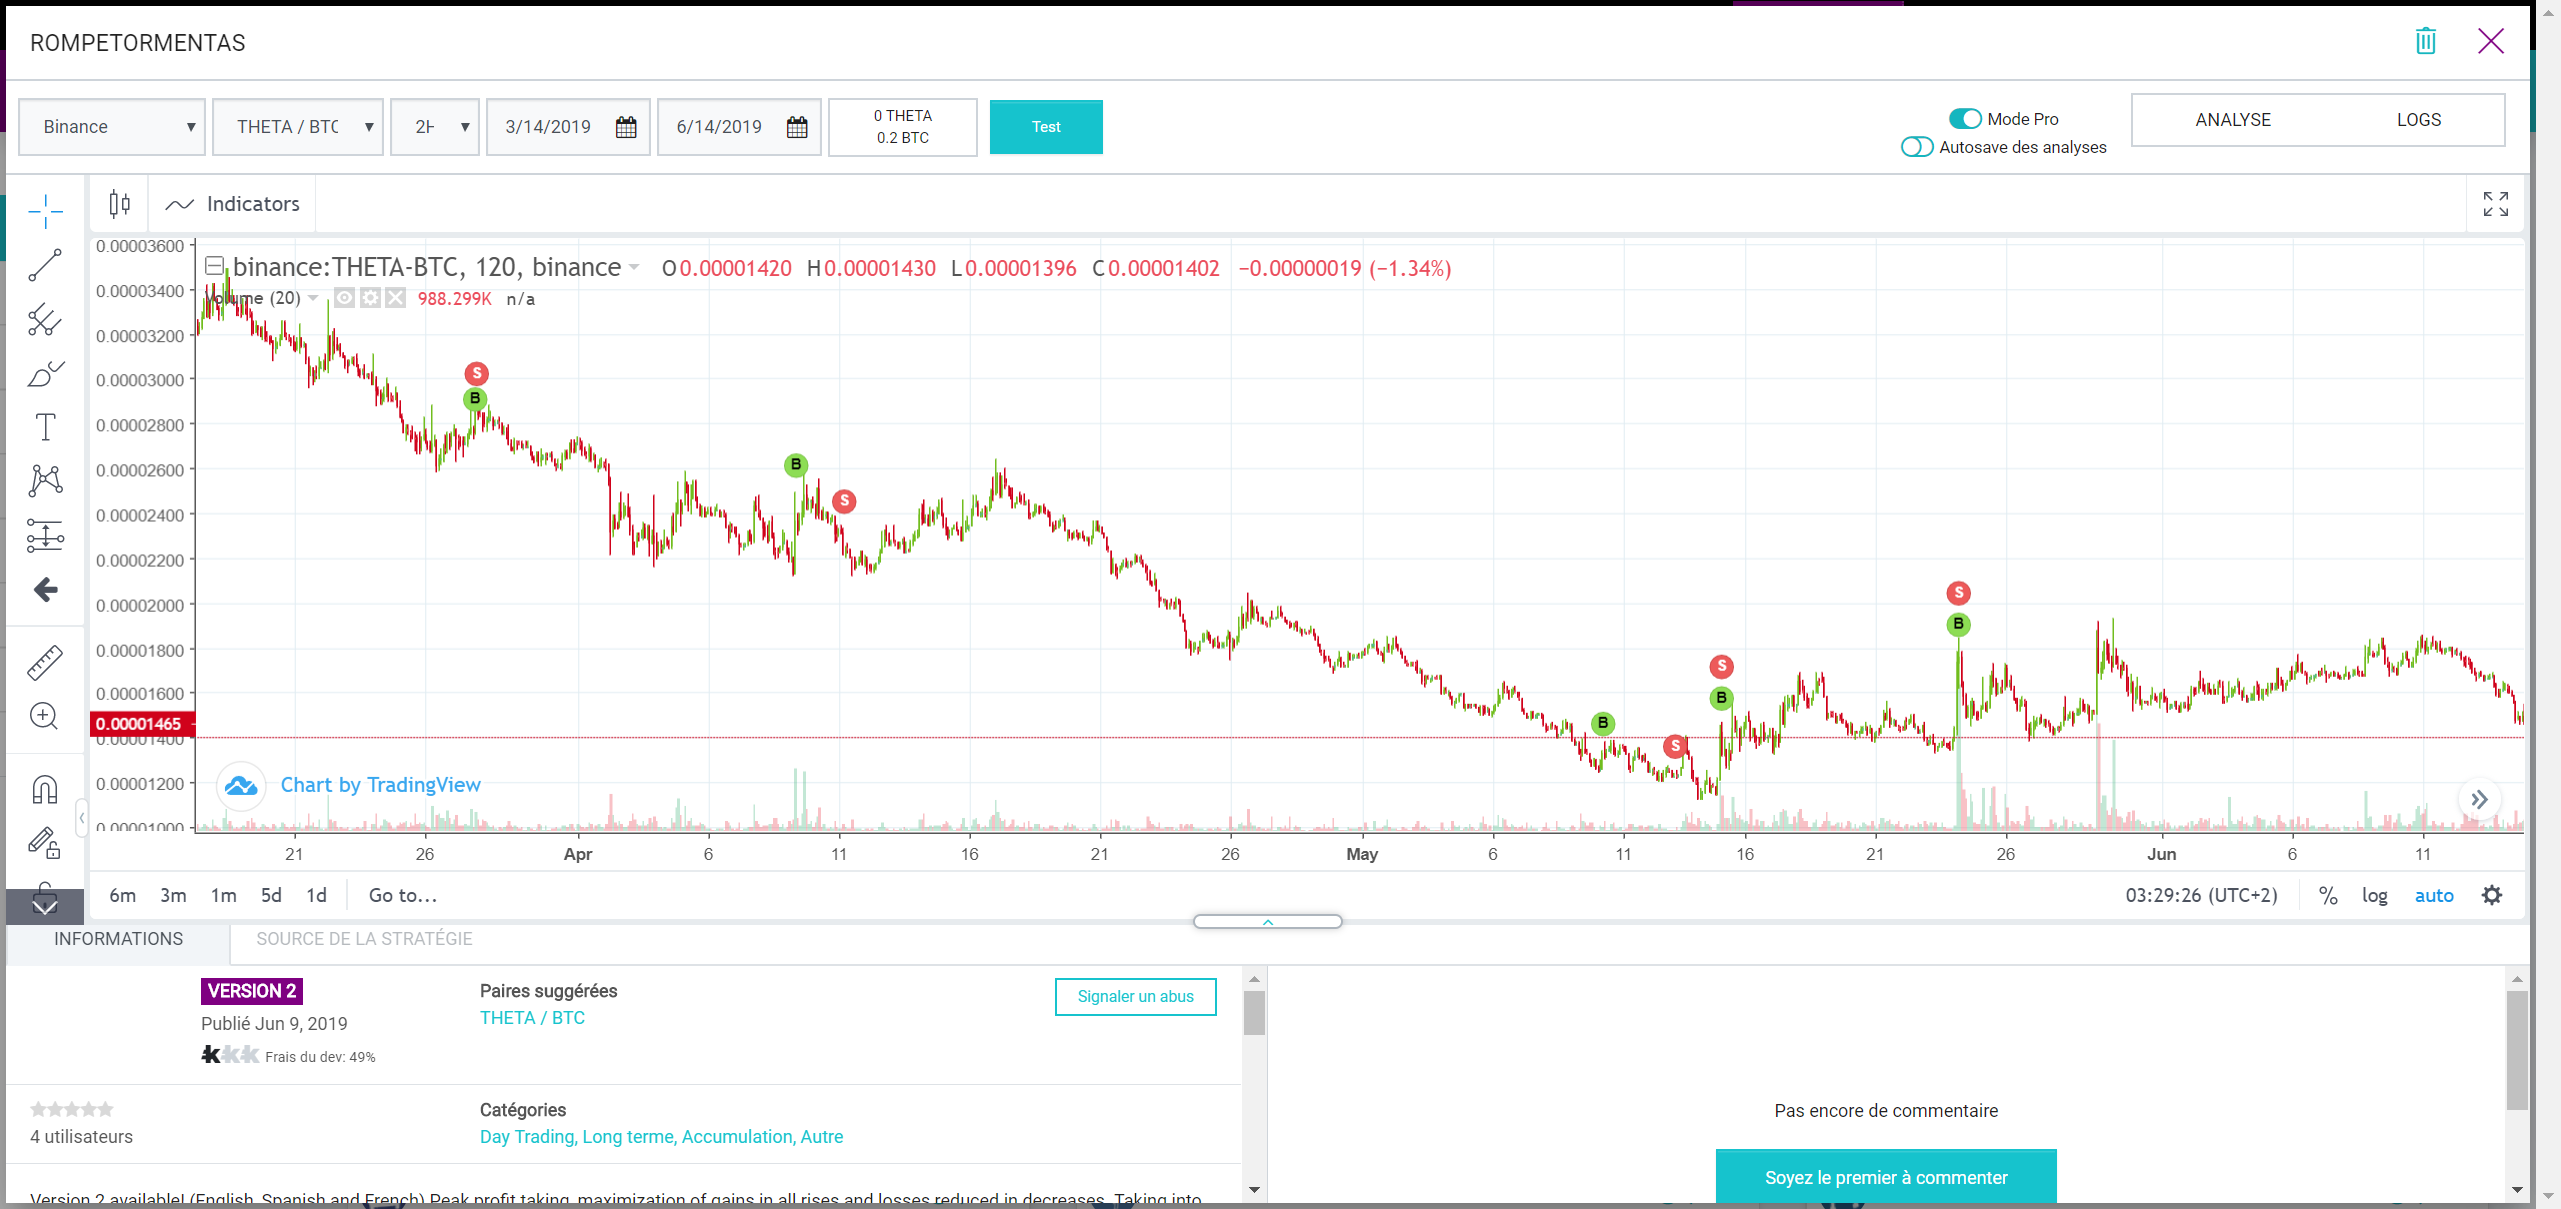 ROMPETORMENTAS
Binance
THETA / BTC
2H
3/14/2019
6/14/2019
0 THETA
0.2 BTC
Test
Mode Pro
Autosave des analyses
ANALYSE
LOGS
Indicators
binance:THETA-BTC, 120, binance
O0.00001420 H0.00001430 L0.00001396 C0.00001402 −0.00000019 (−1.34%)
Volume (20)
988.299K n/a
0.00003600
0.00003400
0.00003200
0.00003000
0.00002800
0.00002600
0.00002400
0.00002200
0.00002000
0.00001800
0.00001600
0.00001465
0.00001400
0.00001200
0.00001000
S
B
B
S
B
S
S
B
S
B
Chart by TradingView
21 26 Apr 6 11 16 21 26 May 6 11 16 21 26 Jun 6 11
6m 3m 1m 5d 1d Go to...
03:29:26 (UTC+2) % log auto
INFORMATIONS
SOURCE DE LA STRATÉGIE
VERSION 2
Publié Jun 9, 2019
Frais du dev: 49%
Paires suggérées
THETA / BTC
Signaler un abus
4 utilisateurs
Catégories
Day Trading, Long terme, Accumulation, Autre
Version 2 available! (English, Spanish and French) Peak profit taking, maximization of gains in all rises and losses reduced in decreases. Taking into
Pas encore de commentaire
Soyez le premier à commenter